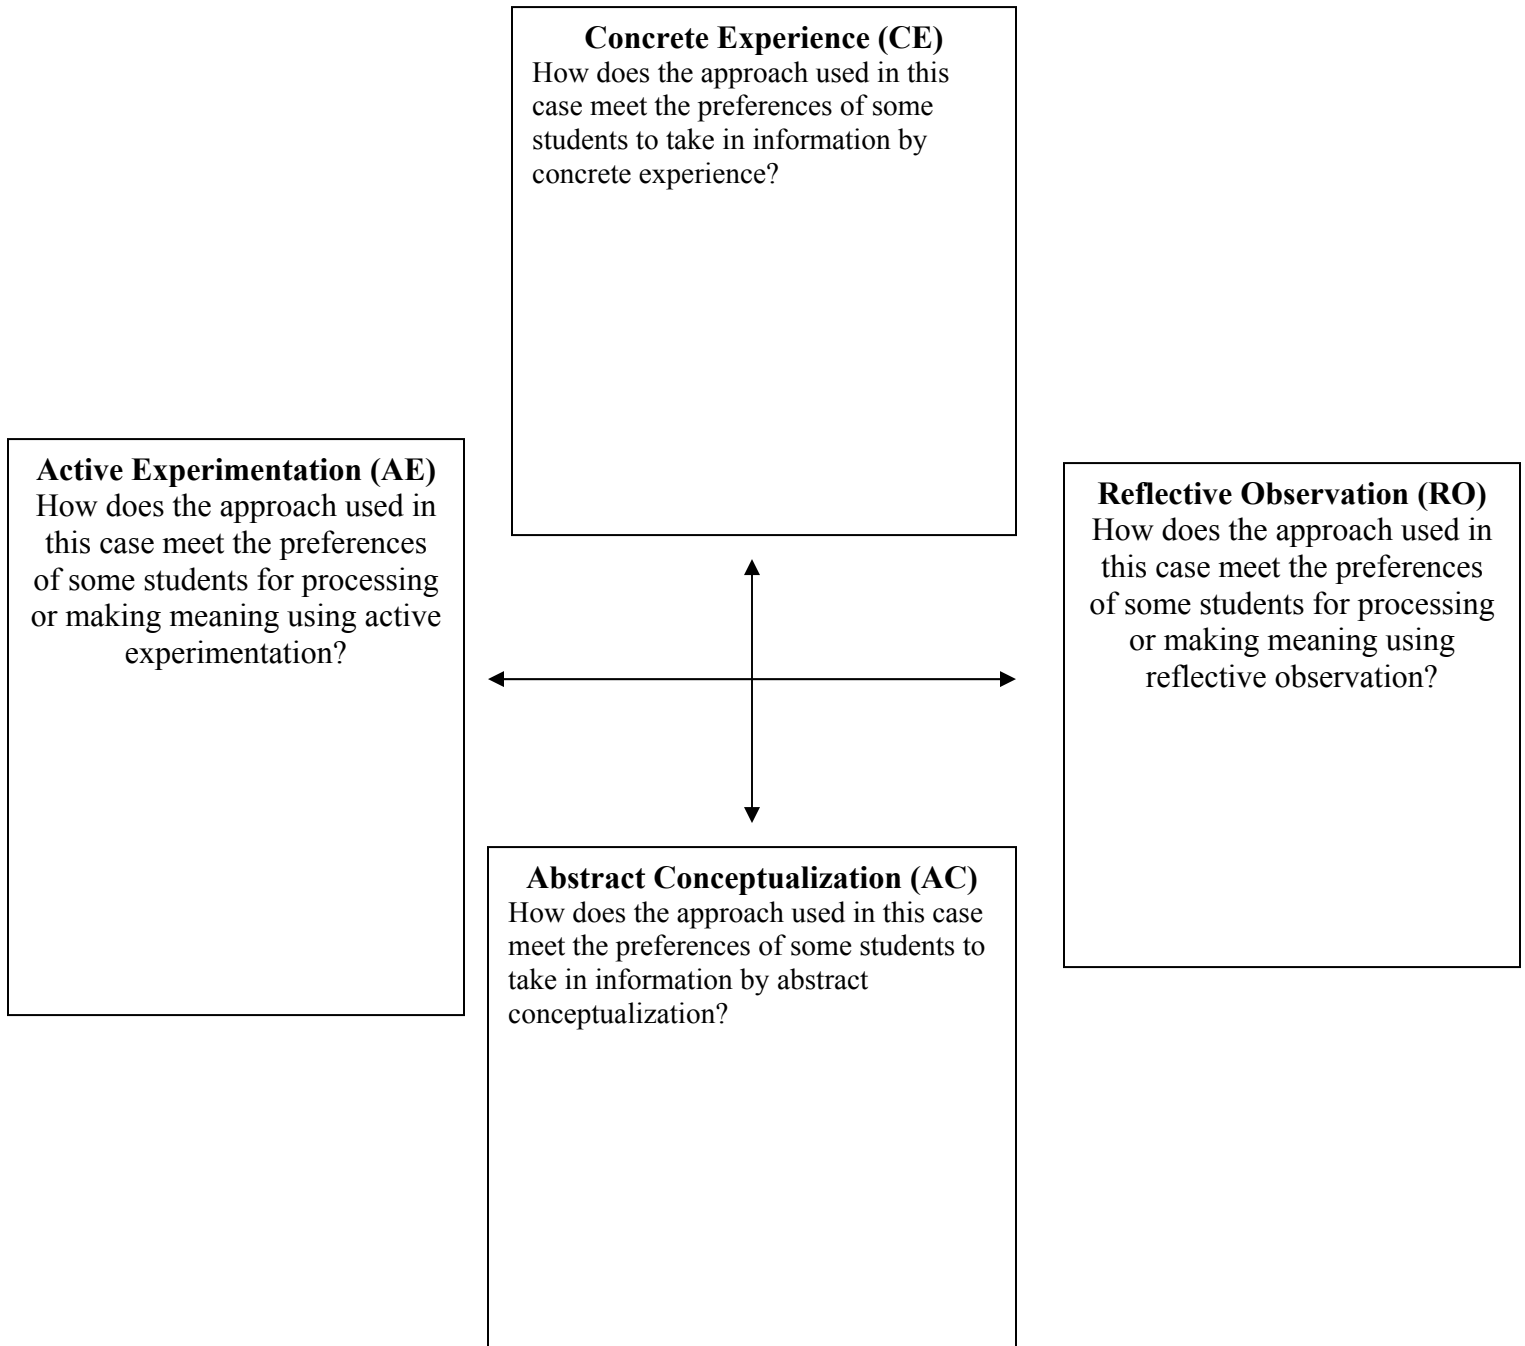 Concrete Experience (CE)
How does the approach used in this
case meet the preferences of some
students to take in information by
concrete experience?
Active Experimentation (AE)
How does the approach used in
this case meet the preferences
of some students for processing
or making meaning using active
experimentation?
Reflective Observation (RO)
How does the approach used in
this case meet the preferences
of some students for processing
or making meaning using
reflective observation?
Abstract Conceptualization (AC)
How does the approach used in this case
meet the preferences of some students to
take in information by abstract
conceptualization?